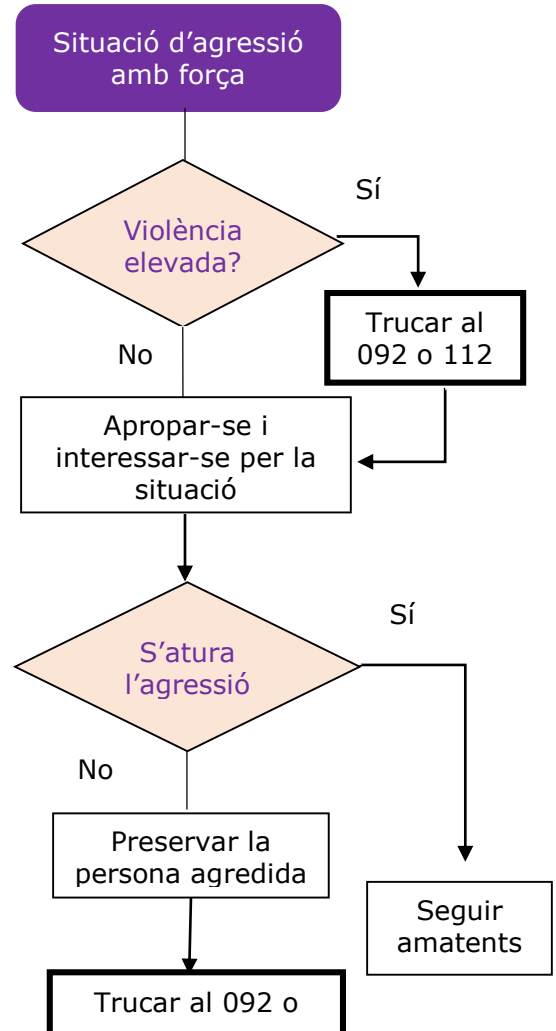 Situació d’agressió
amb força
Sí
Violència
elevada?
Trucar al
092 o 112
No
Apropar-se i
interessar-se per la
situació
Sí
S’atura
l’agressió
No
Preservar la
persona agredida
Seguir
amatents
Trucar al 092 o